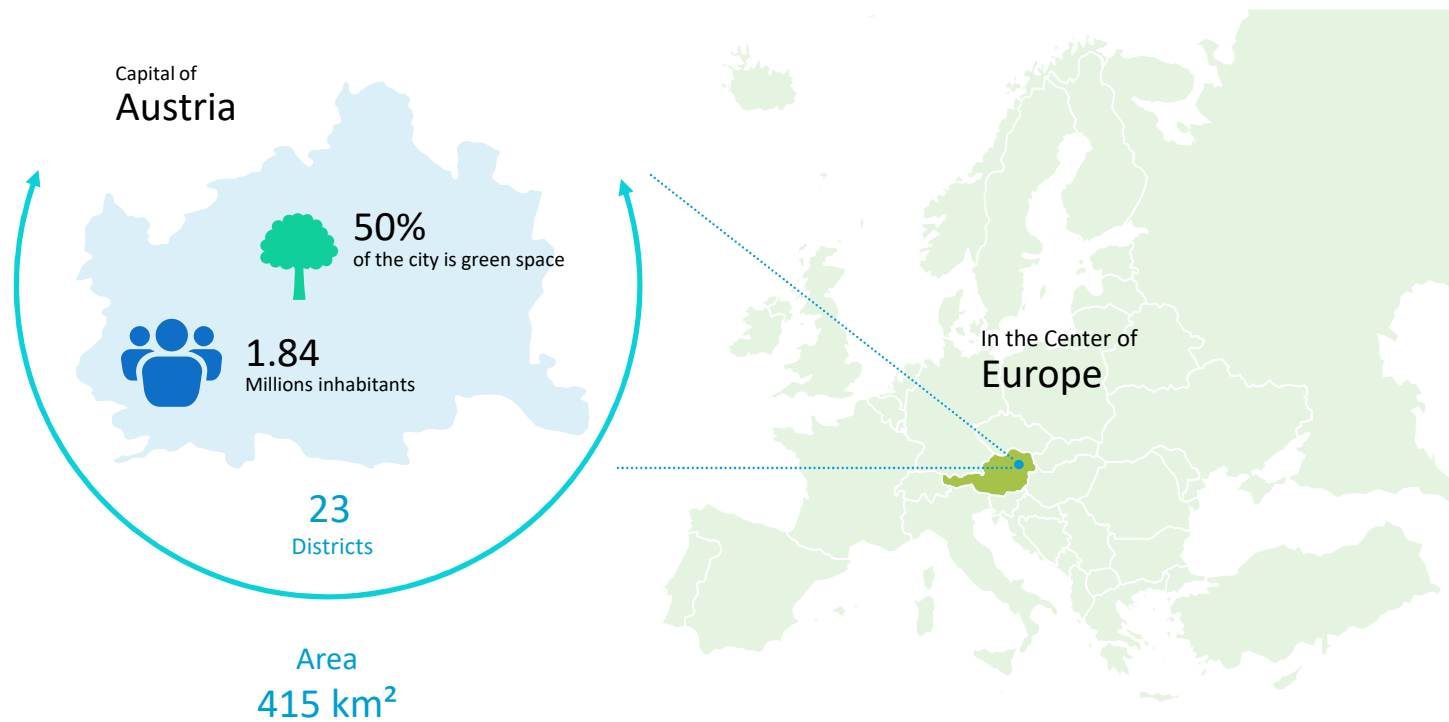 Capital of
Austria
50%
of the city is green space
1.84
Millions inhabitants
23
Districts
Area
415 km²
In the Center of
Europe